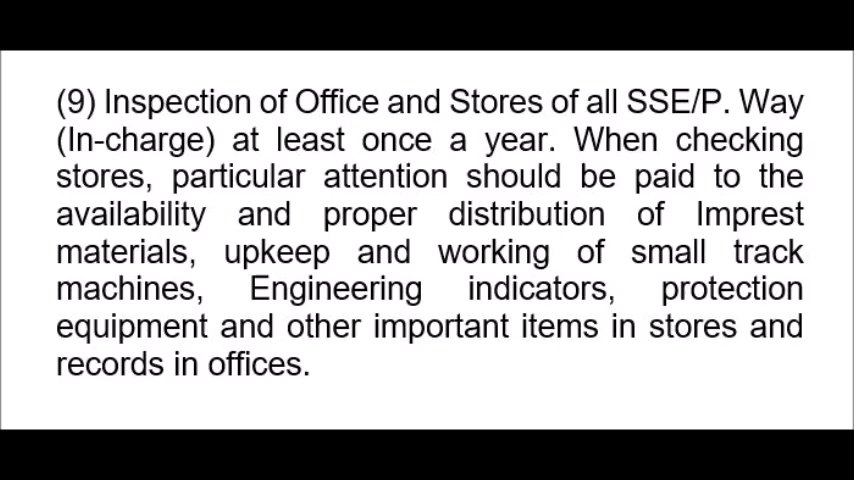 (9) Inspection of Office and Stores of all SSE/P. Way
(In-charge) at least once a year. When checking
stores, particular attention should be paid to the
availability and proper distribution of Imprest
materials, upkeep and working of small track
machines, Engineering indicators, protection
equipment and other important items in stores and
records in offices.